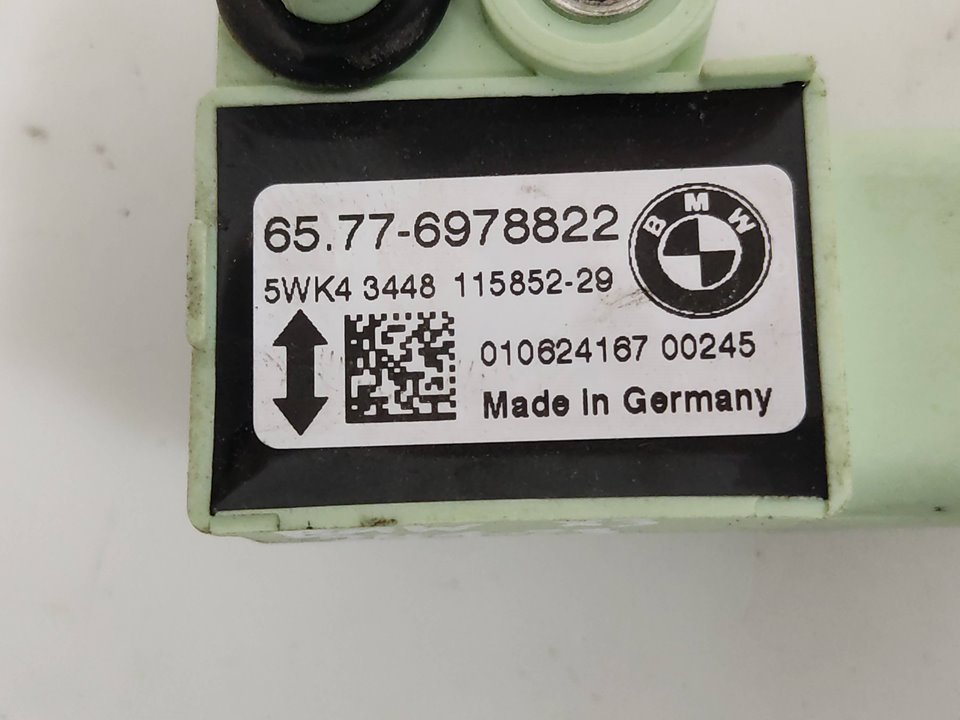 65.77-6978822
BMW
5WK4 3448 115852-29
010624167 00245
Made in Germany